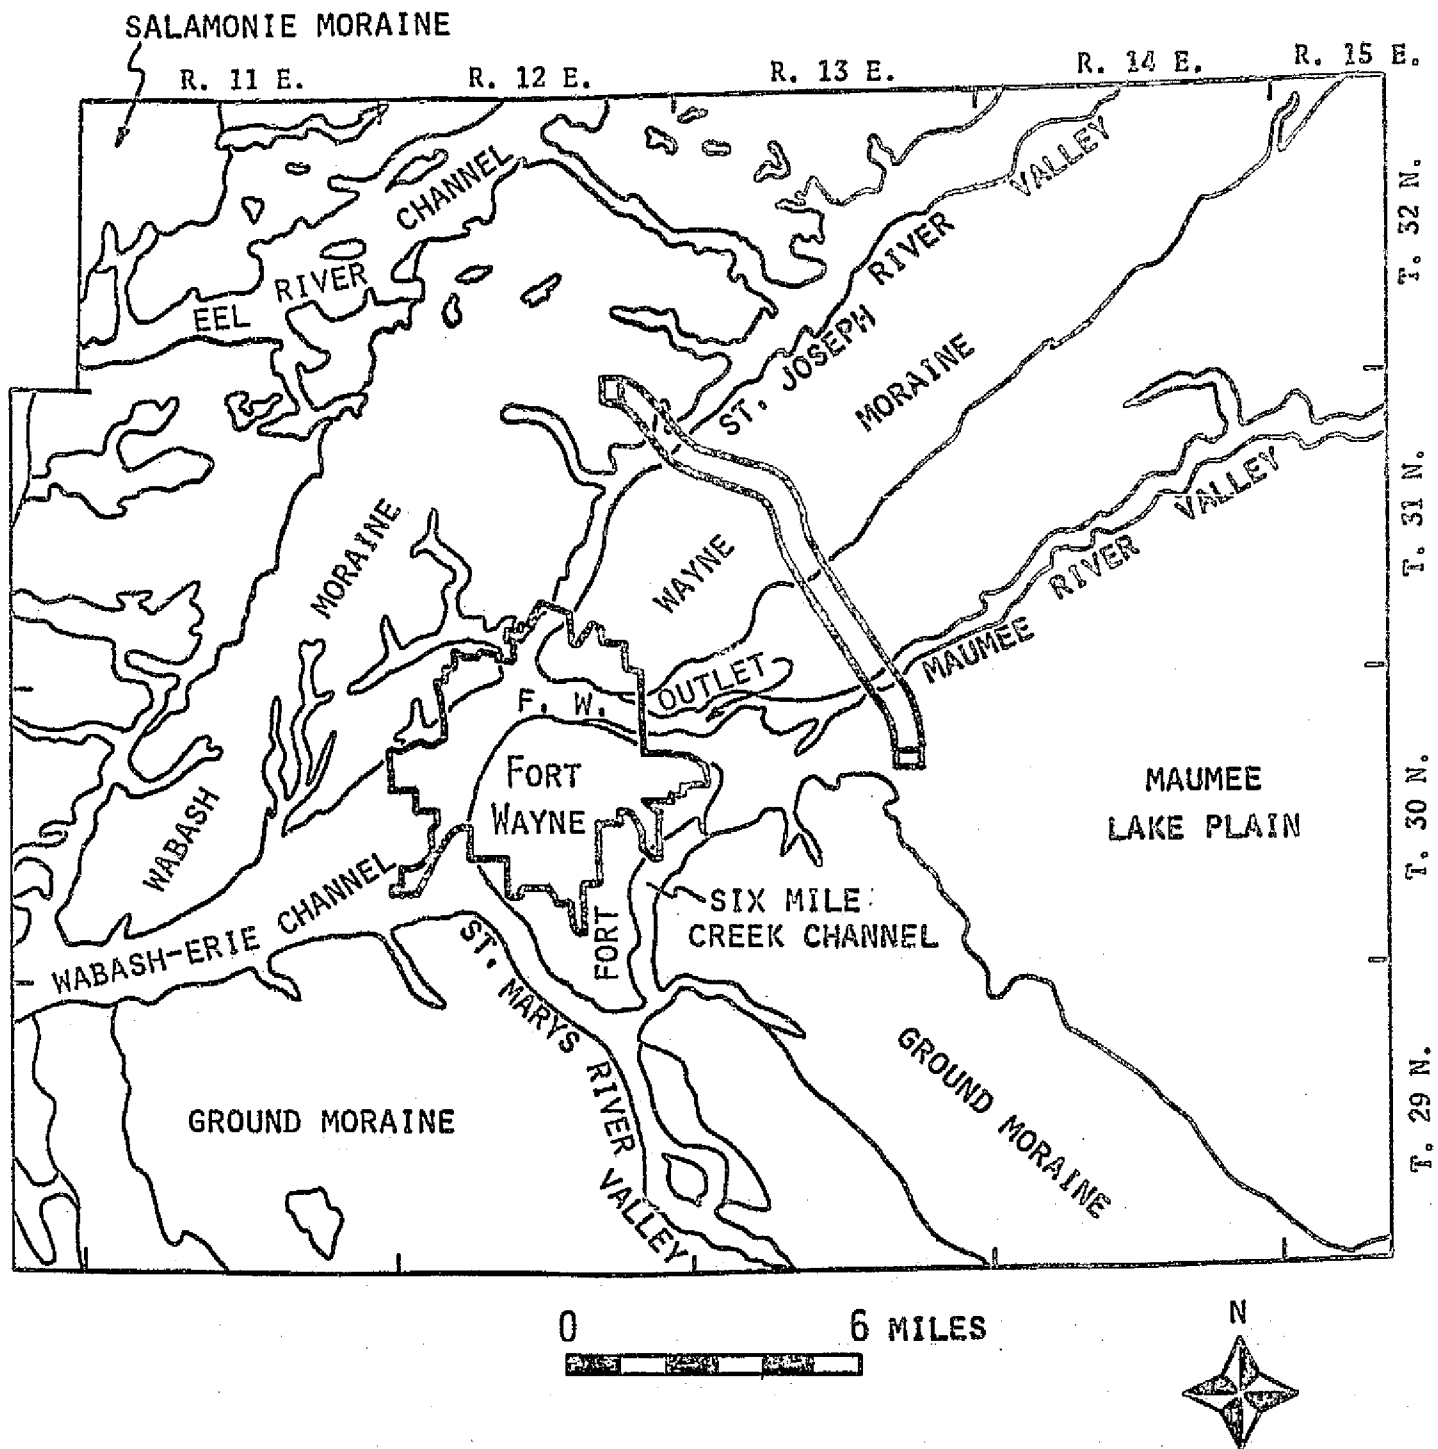 SALAMONIE MORAINE
R. 11 E.
R. 12 E.
R. 13 E.
R. 14 E.
R. 15 E.
T. 32 N.
T. 31 N.
T. 30 N.
T. 29 N.
EEL RIVER CHANNEL
ST. JOSEPH RIVER VALLEY
WABASH MORAINE
FORT WAYNE MORAINE
MAUMEE RIVER VALLEY
F. W. OUTLET
FORT
WAYNE
MAUMEE
LAKE PLAIN
WABASH-ERIE CHANNEL
SIX MILE
CREEK CHANNEL
ST. MARYS RIVER VALLEY
GROUND MORAINE
GROUND MORAINE
0 6 MILES
N